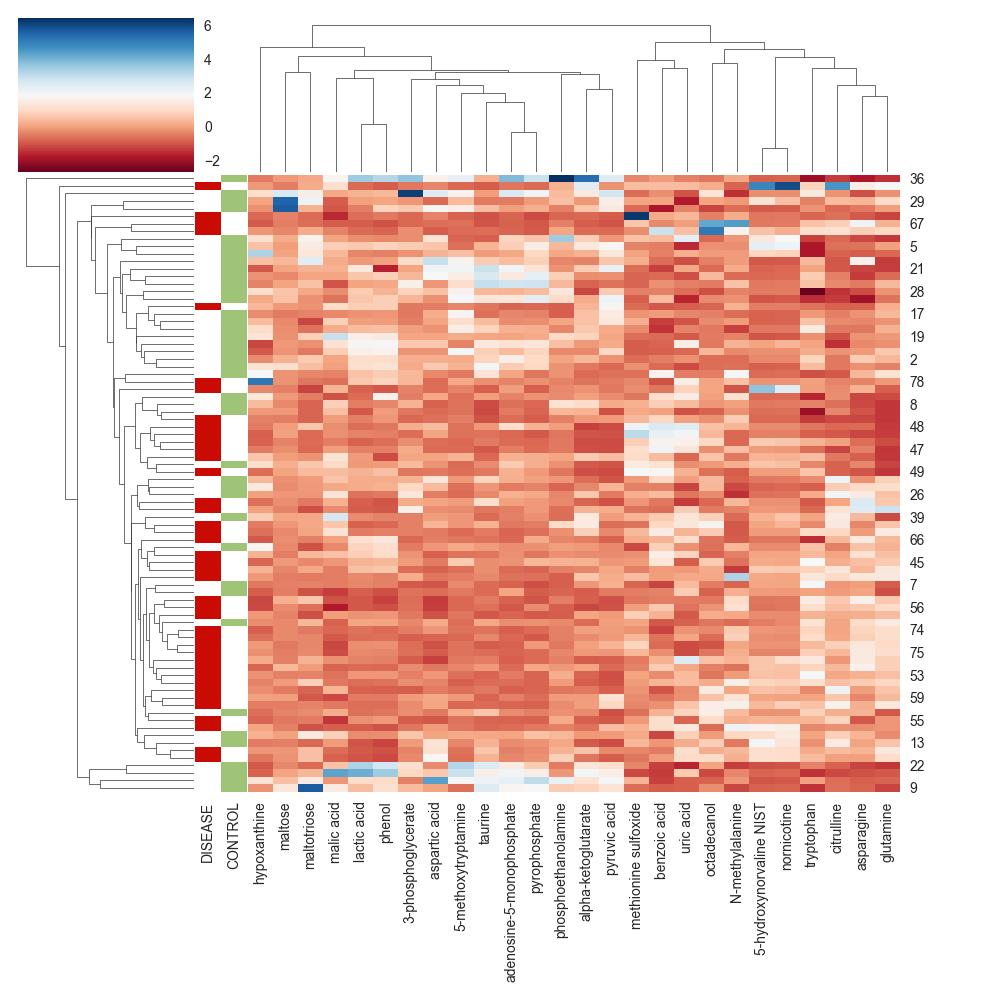 6
4
2
0
−2
36
29
67
5
21
28
17
19
2
78
8
48
47
49
26
39
66
45
7
56
74
75
53
59
55
13
22
9
DISEASE
CONTROL
hypoxanthine
maltose
maltotriose
malic acid
lactic acid
phenol
3-phosphoglycerate
aspartic acid
5-methoxytryptamine
taurine
adenosine-5-monophosphate
pyrophosphate
phosphoethanolamine
alpha-ketoglutarate
pyruvic acid
methionine sulfoxide
benzoic acid
uric acid
octadecanol
N-methylalanine
5-hydroxynorvaline NIST
nornicotine
tryptophan
citrulline
asparagine
glutamine